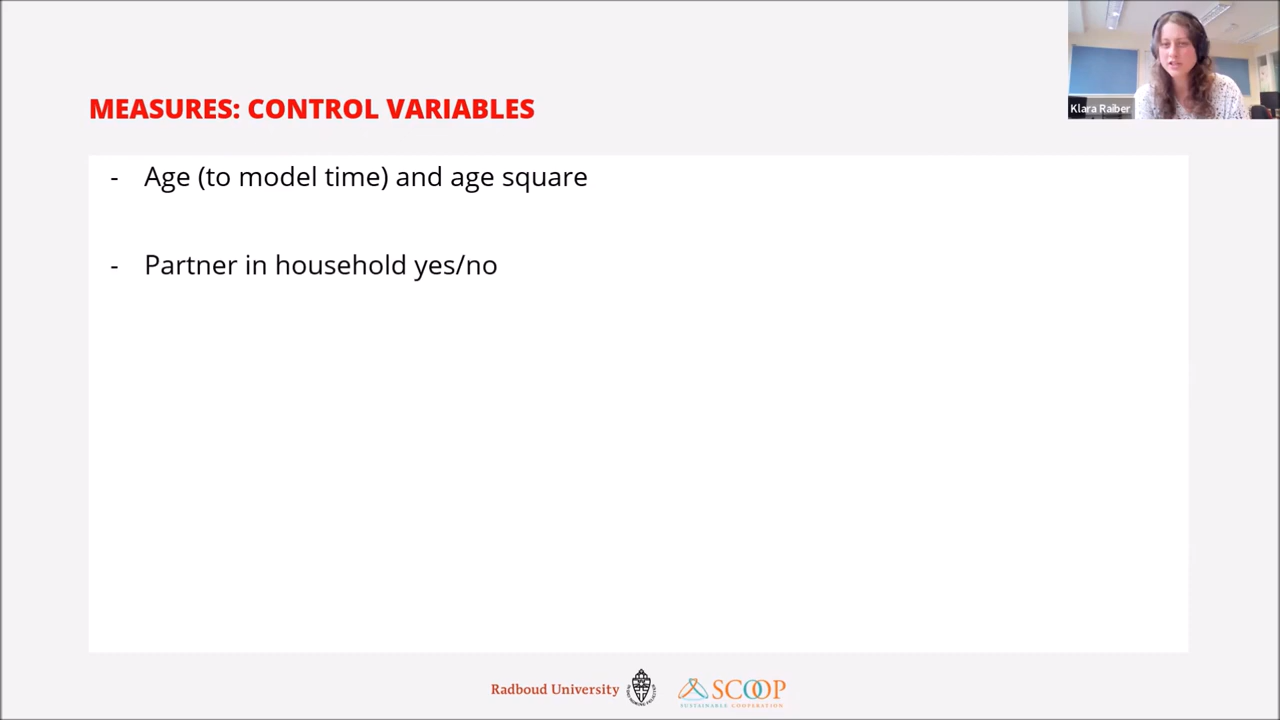 Klara Raiber
MEASURES: CONTROL VARIABLES
- Age (to model time) and age square
- Partner in household yes/no
Radboud University
SCOOP
SUSTAINABLE COOPERATION